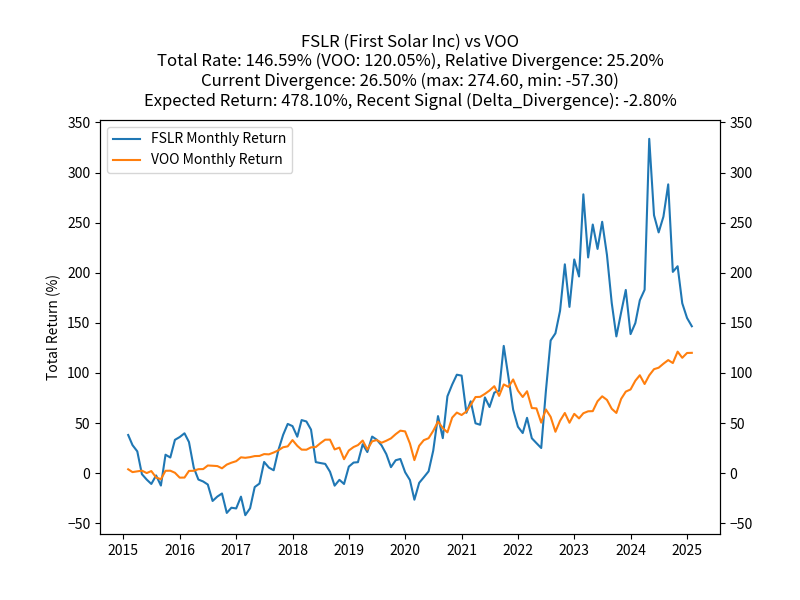 FSLR (First Solar Inc) vs VOO
Total Rate: 146.59% (VOO: 120.05%), Relative Divergence: 25.20%
Current Divergence: 26.50% (max: 274.60, min: -57.30)
Expected Return: 478.10%, Recent Signal (Delta_Divergence): -2.80%
FSLR Monthly Return
VOO Monthly Return
Total Return (%)
350
300
250
200
150
100
50
0
−50
350
300
250
200
150
100
50
0
−50
2015 2016 2017 2018 2019 2020 2021 2022 2023 2024 2025